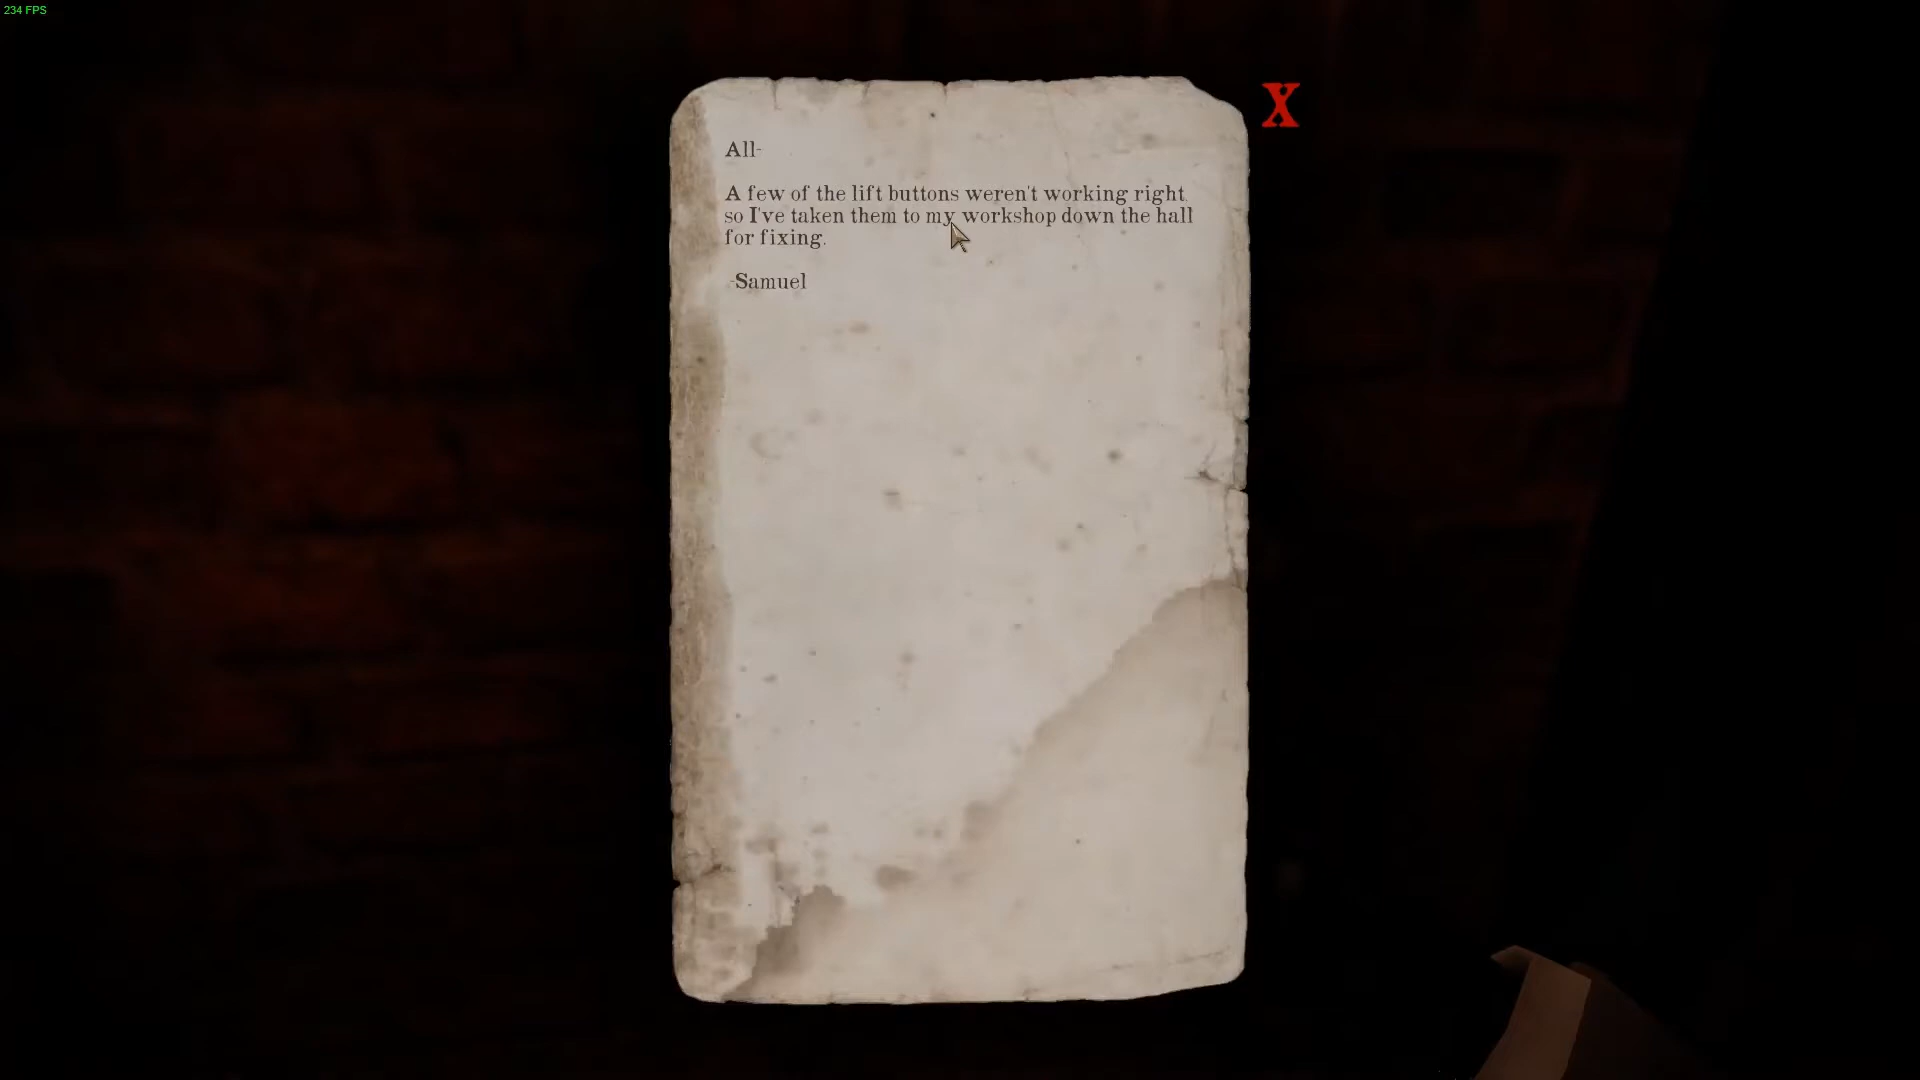 234 FPS
X
All-
A few of the lift buttons weren't working right,
so I've taken them to my workshop down the hall
for fixing.
-Samuel